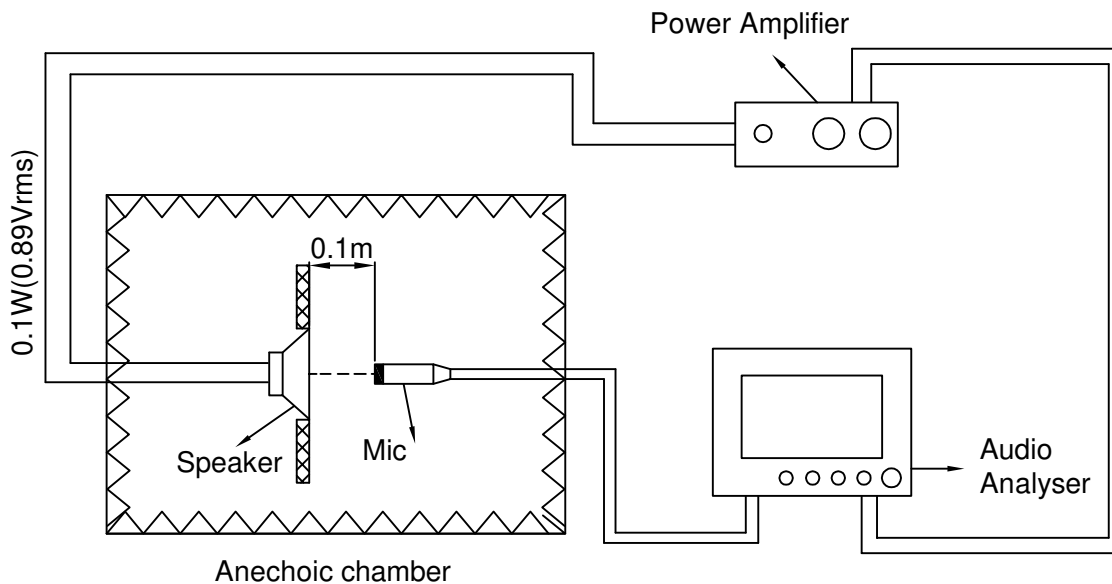 Power Amplifier
0.1W(0.89Vrms)
0.1m
Speaker
Mic
Audio
Analyser
Anechoic chamber